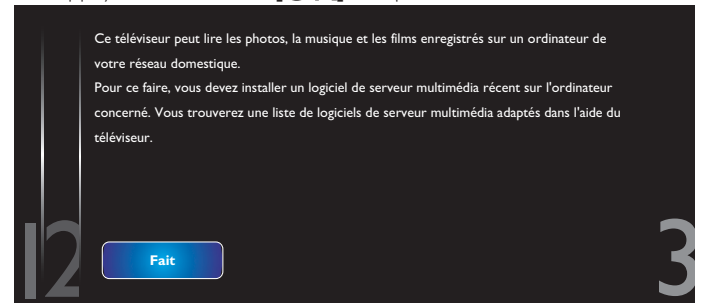 Ce téléviseur peut lire les photos, la musique et les films enregistrés sur un ordinateur de
votre réseau domestique.
Pour ce faire, vous devez installer un logiciel de serveur multimédia récent sur l'ordinateur
concerné. Vous trouverez une liste de logiciels de serveur multimédia adaptés dans l'aide du
téléviseur.
12
3
Fait